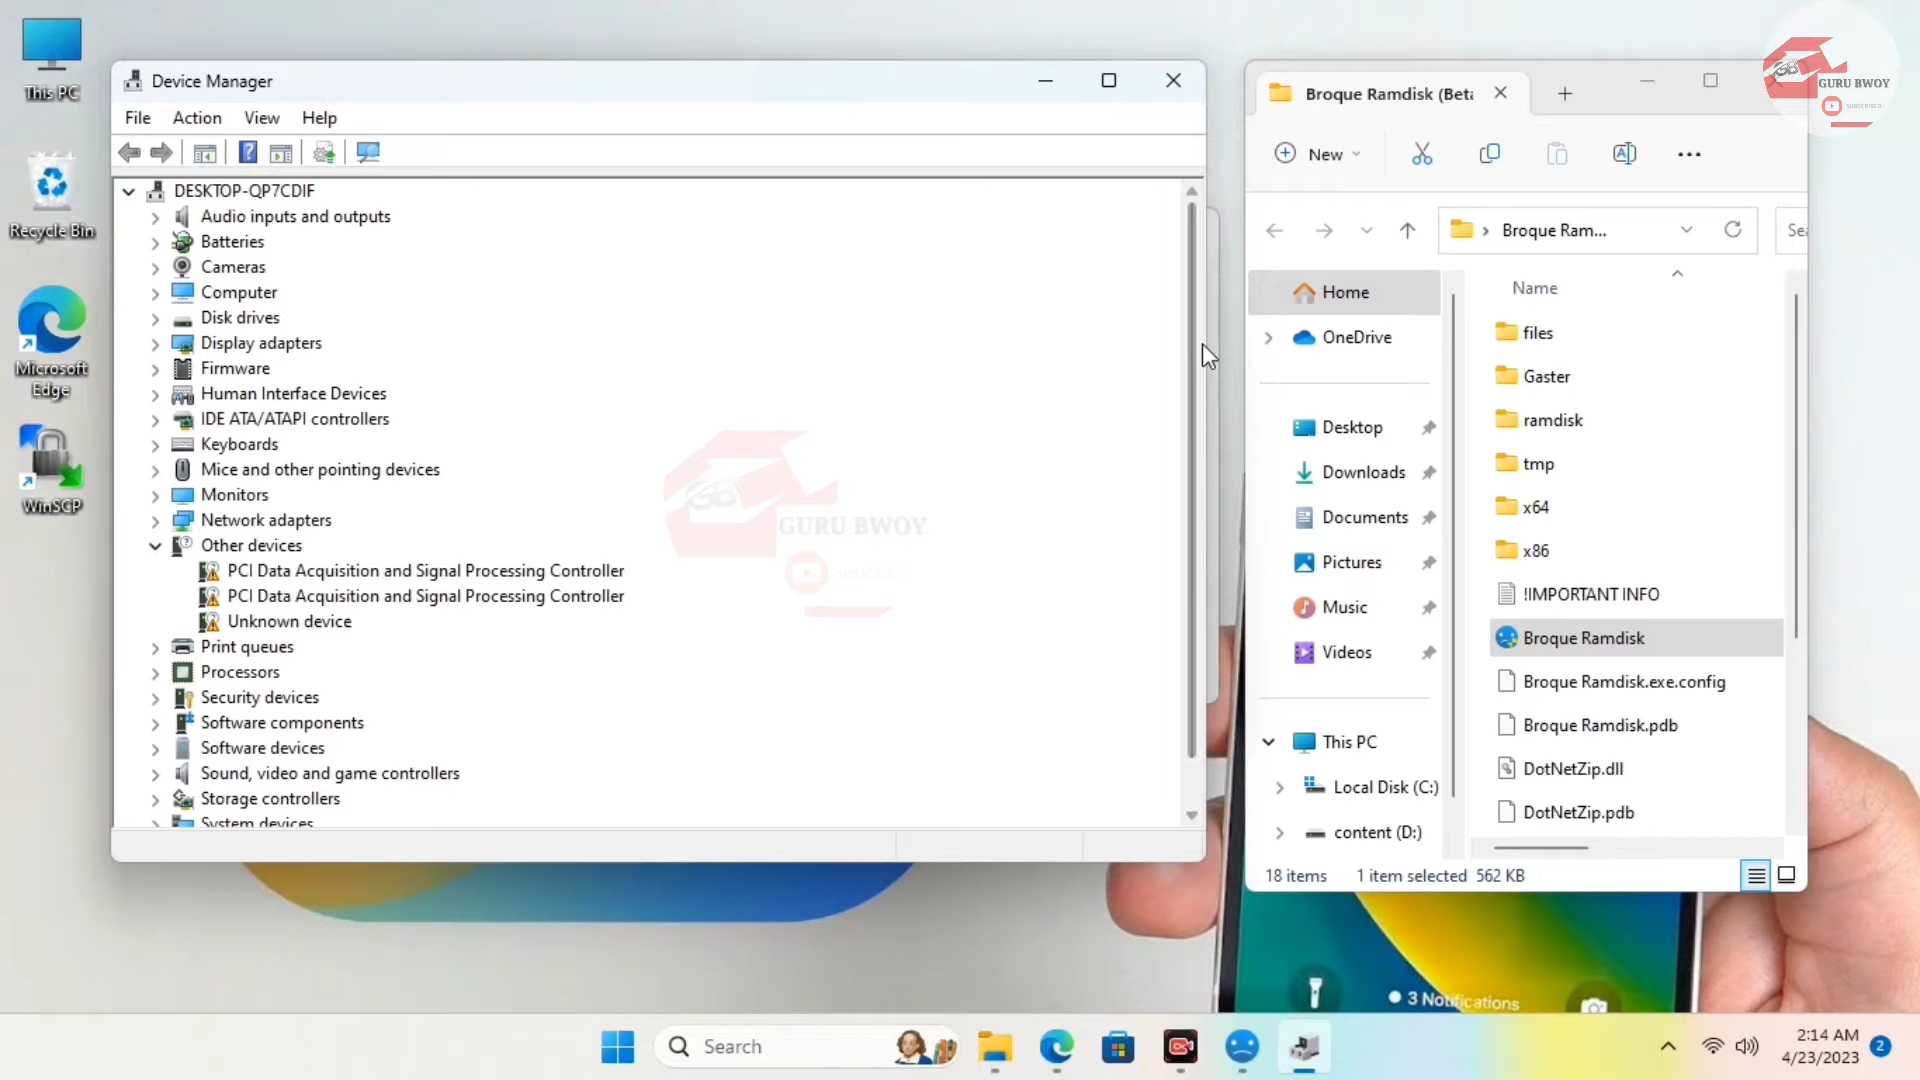 This PC
Recycle Bin
Microsoft
Edge
WinSCP
Device Manager
File Action View Help
DESKTOP-QP7CDIF
Audio inputs and outputs
Batteries
Cameras
Computer
Disk drives
Display adapters
Firmware
Human Interface Devices
IDE ATA/ATAPI controllers
Keyboards
Mice and other pointing devices
Monitors
Network adapters
Other devices
PCI Data Acquisition and Signal Processing Controller
PCI Data Acquisition and Signal Processing Controller
Unknown device
Print queues
Processors
Security devices
Software components
Software devices
Sound, video and game controllers
Storage controllers
System devices
GURU BWOY
Broque Ramdisk (Beta
GURU BWOY
New
Broque Ram...
Sea
Home
OneDrive
Desktop
Downloads
Documents
Pictures
Music
Videos
This PC
Local Disk (C:)
content (D:)
Name
files
Gaster
ramdisk
tmp
x64
x86
!IMPORTANT INFO
Broque Ramdisk
Broque Ramdisk.exe.config
Broque Ramdisk.pdb
DotNetZip.dll
DotNetZip.pdb
18 items 1 item selected 562 KB
3 Notifications
Search
2:14 AM
4/23/2023
2